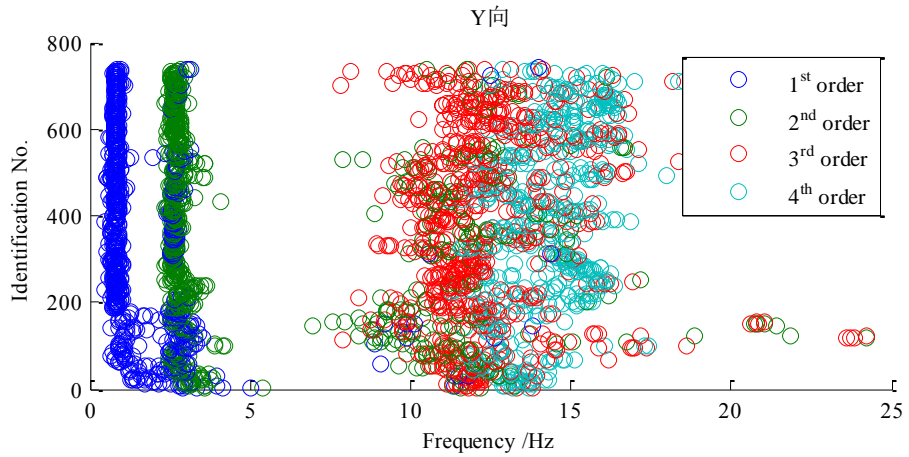 Y向
800
600
400
200
0
Identification No.
0
5
10
15
20
25
Frequency /Hz
1st order
2nd order
3rd order
4th order